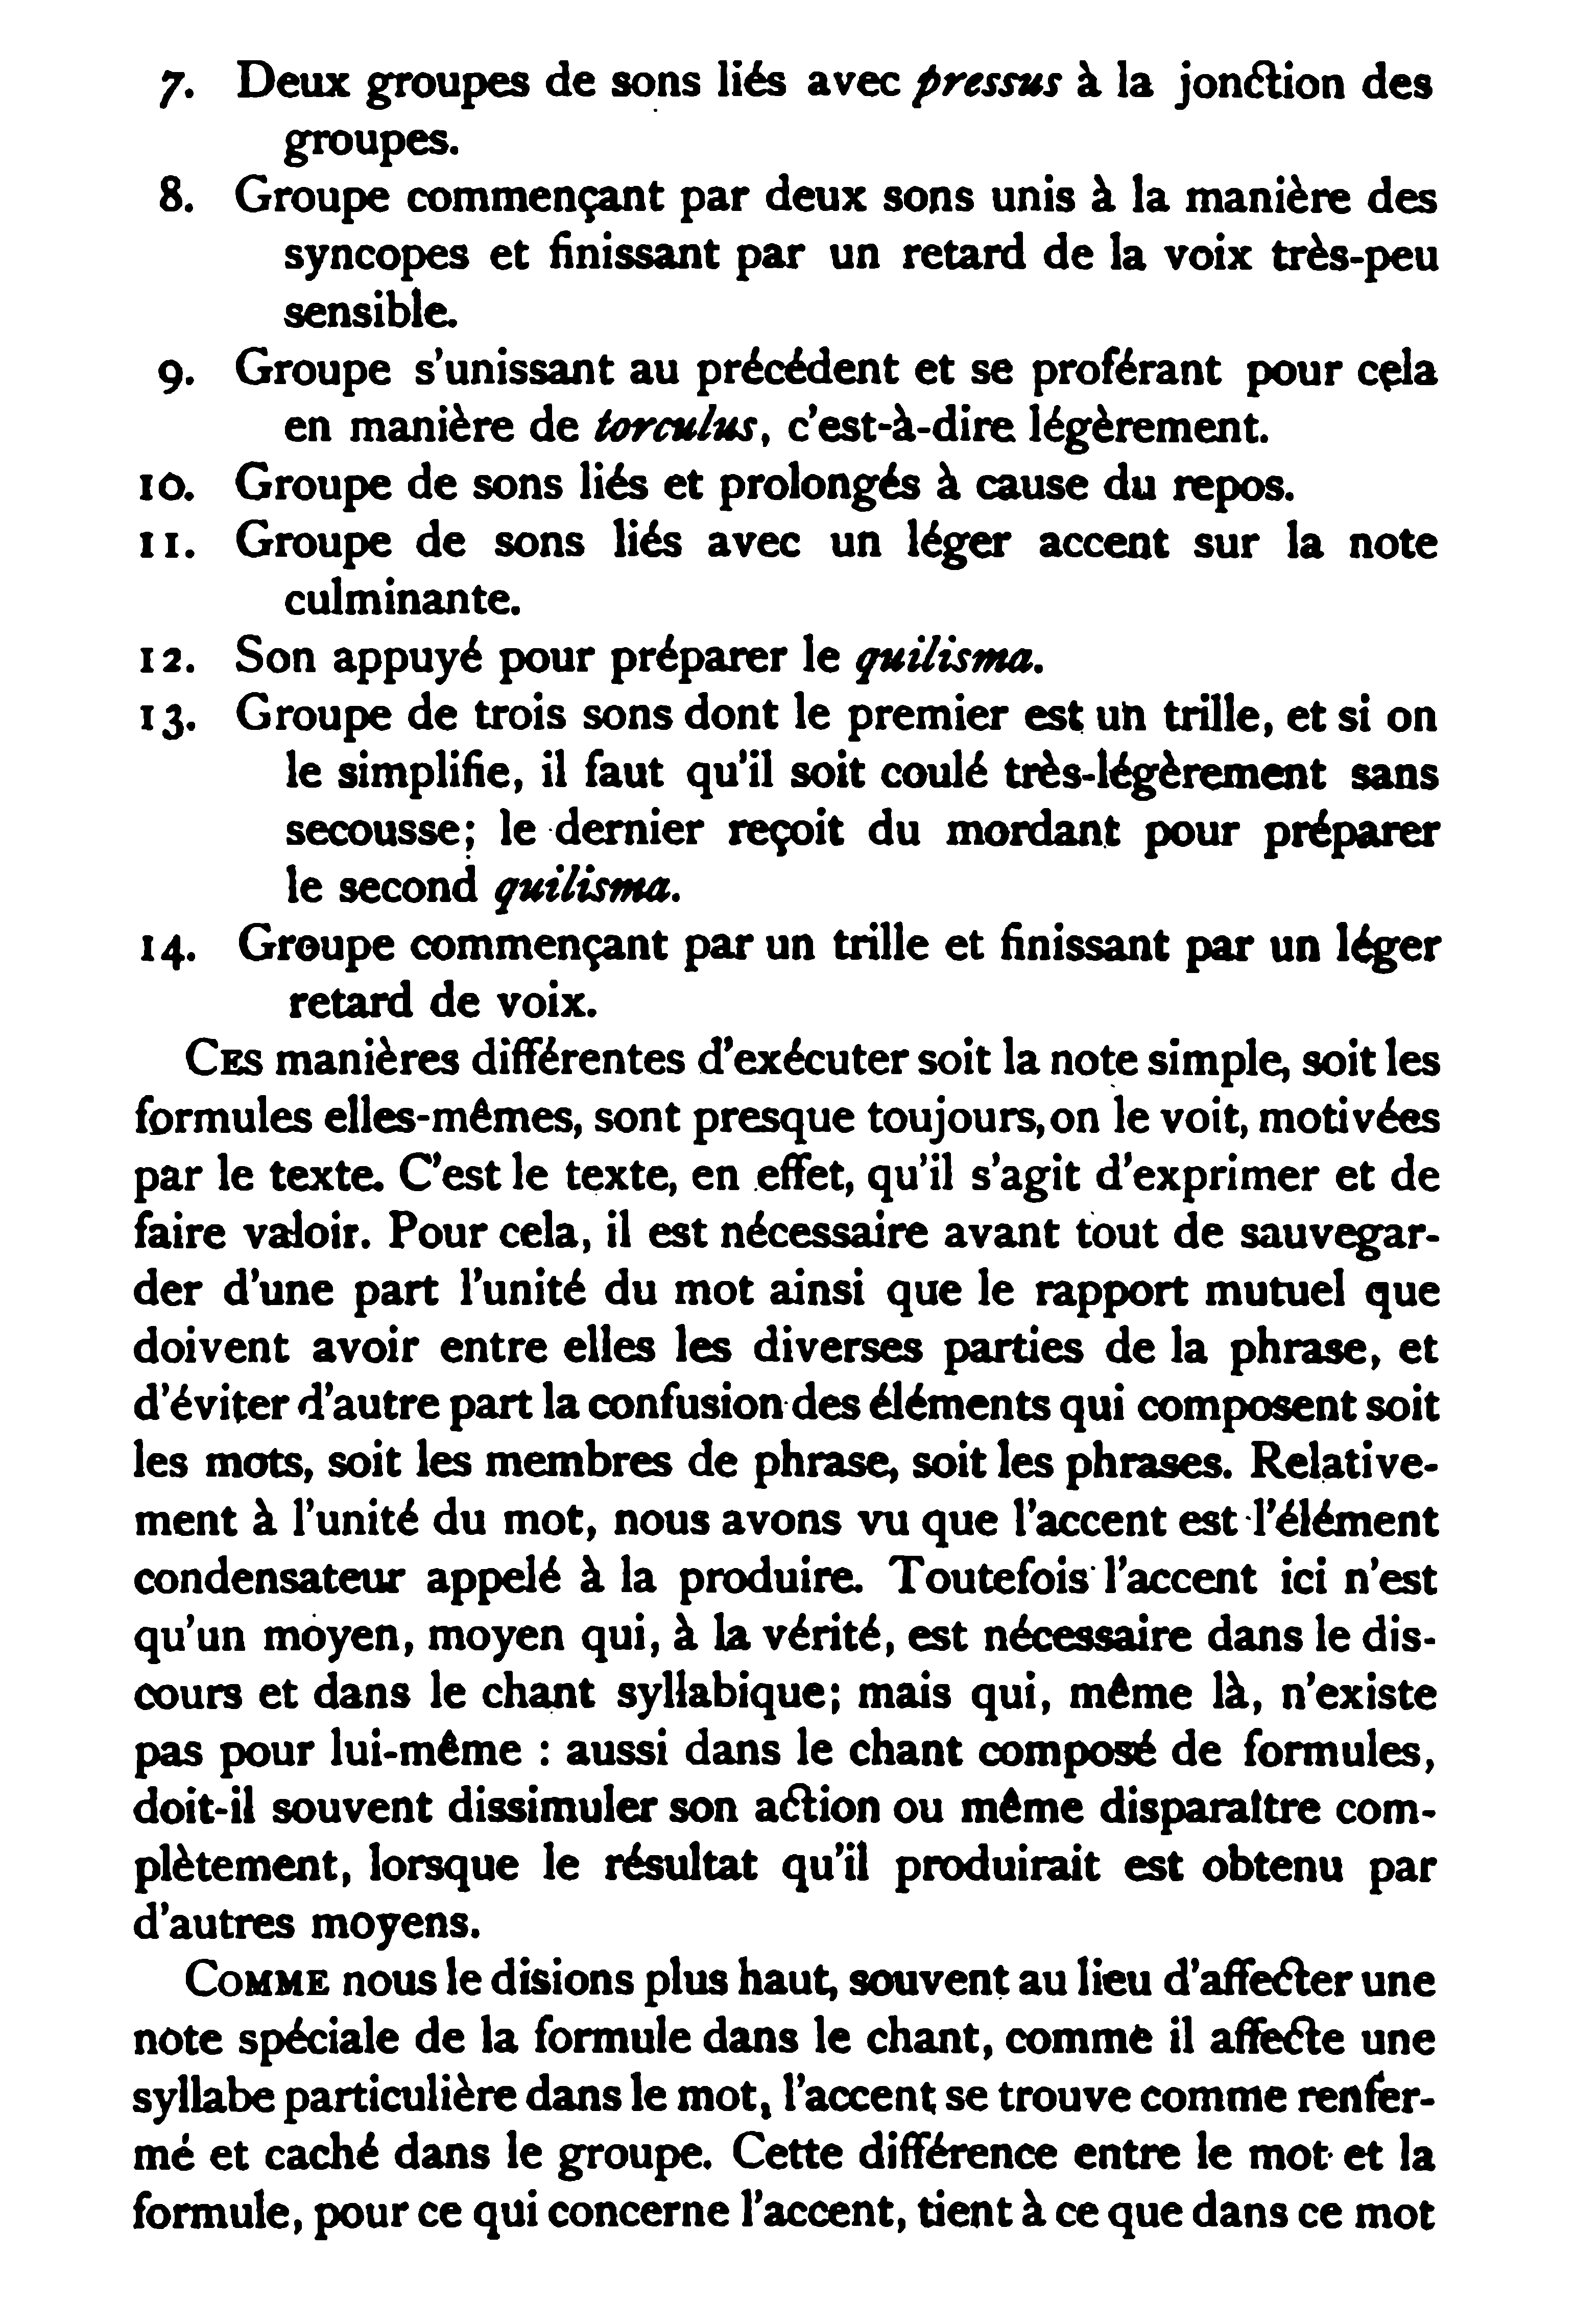 7. Deux groupes de sons liés avec pressus à la jonction des
groupes.
8. Groupe commençant par deux sons unis à la manière des
syncopes et finissant par un retard de la voix très-peu
sensible.
9. Groupe s'unissant au précédent et se proférant pour cela
en manière de torculus, c'est-à-dire légèrement.
10. Groupe de sons liés et prolongés à cause du repos.
11. Groupe de sons liés avec un léger accent sur la note
culminante.
12. Son appuyé pour préparer le quilisma.
13. Groupe de trois sons dont le premier est un trille, et si on
le simplifie, il faut qu'il soit coulé très-légèrement sans
secousse; le dernier reçoit du mordant pour préparer
le second quilisma.
14. Groupe commençant par un trille et finissant par un léger
retard de voix.
CES manières différentes d'exécuter soit la note simple, soit les
formules elles-mêmes, sont presque toujours, on le voit, motivées
par le texte. C'est le texte, en effet, qu'il s'agit d'exprimer et de
faire valoir. Pour cela, il est nécessaire avant tout de sauvegar-
der d'une part l'unité du mot ainsi que le rapport mutuel que
doivent avoir entre elles les diverses parties de la phrase, et
d'éviter d'autre part la confusion des éléments qui composent soit
les mots, soit les membres de phrase, soit les phrases. Relative-
ment à l'unité du mot, nous avons vu que l'accent est l'élément
condensateur appelé à la produire. Toutefois l'accent ici n'est
qu'un moyen, moyen qui, à la vérité, est nécessaire dans le dis-
cours et dans le chant syllabique; mais qui, même là, n'existe
pas pour lui-même : aussi dans le chant composé de formules,
doit-il souvent dissimuler son action ou même disparaître com-
plètement, lorsque le résultat qu'il produirait est obtenu par
d'autres moyens.
COMME nous le disions plus haut, souvent au lieu d'affecter une
note spéciale de la formule dans le chant, comme il affecte une
syllabe particulière dans le mot, l'accent se trouve comme renfer-
mé et caché dans le groupe. Cette différence entre le mot et la
formule, pour ce qui concerne l'accent, tient à ce que dans ce mot